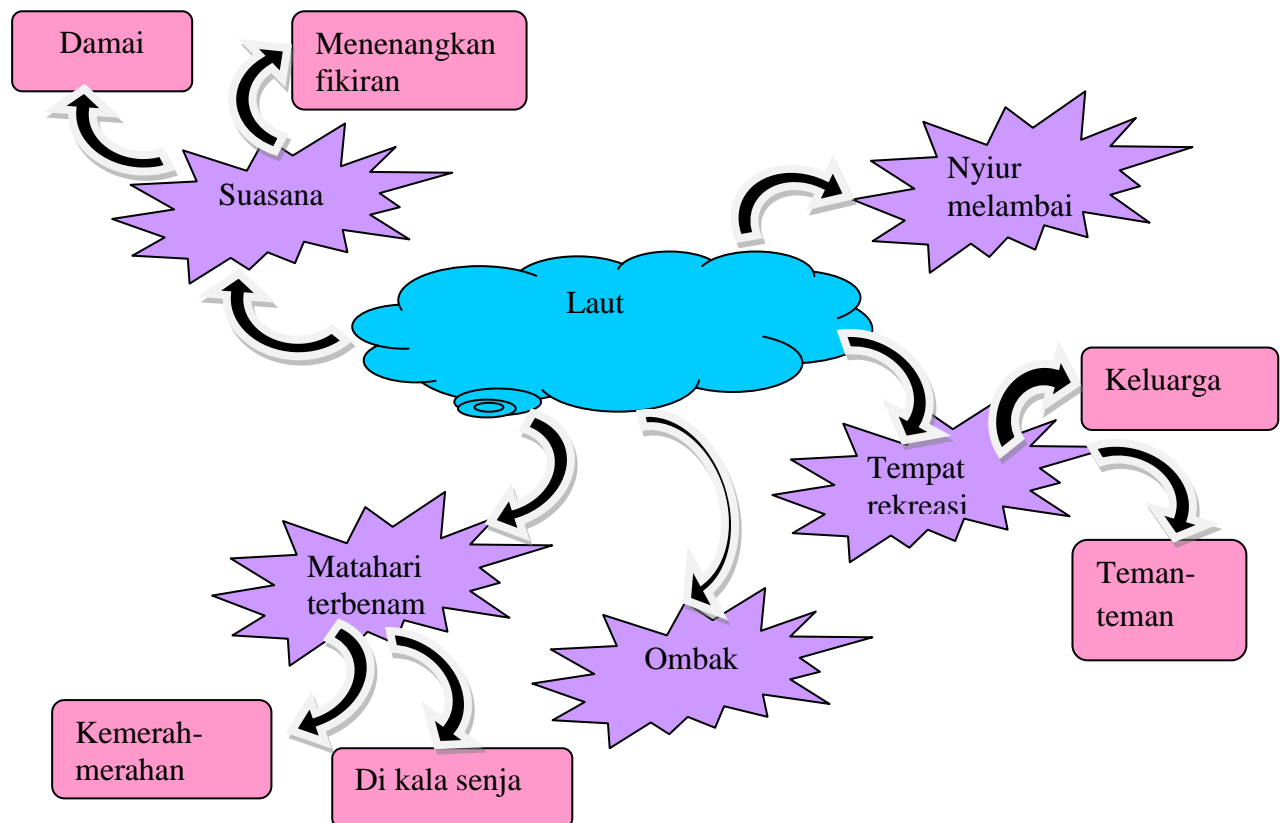 Damai
Menenangkan
fikiran
Suasana
Nyiur
melambai
Laut
Keluarga
Tempat
rekreasi
Teman-
teman
Matahari
terbenam
Ombak
Kemerah-
merahan
Di kala senja